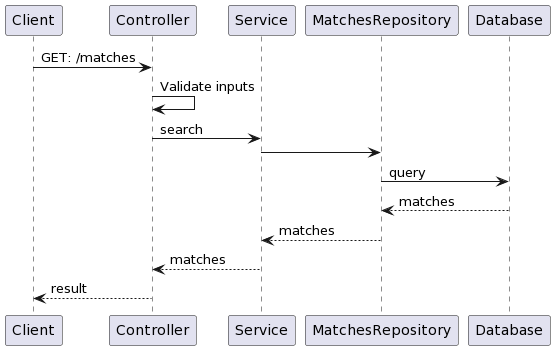 Client Controller Service MatchesRepository Database
GET: /matches
Validate inputs
search
query
matches
matches
matches
result
Client Controller Service MatchesRepository Database